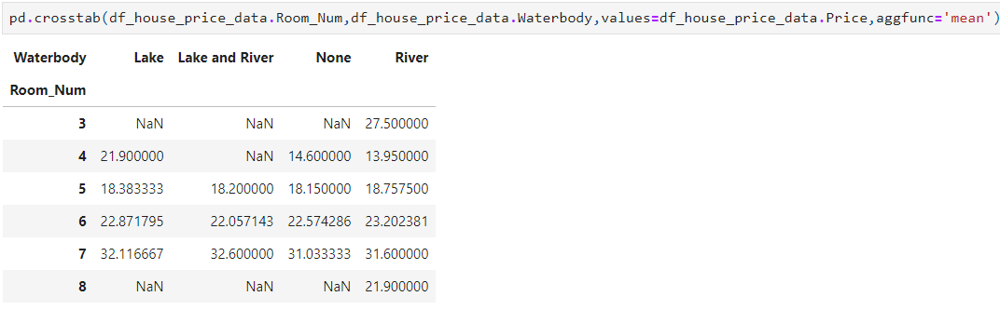 pd.crosstab(df_house_price_data.Room_Num,df_house_price_data.Waterbody,values=df_house_price_data.Price,aggfunc='mean')
Waterbody Lake Lake and River None River
Room_Num
3 NaN NaN NaN 27.500000
4 21.900000 NaN 14.600000 13.950000
5 18.383333 18.200000 18.150000 18.757500
6 22.871795 22.057143 22.574286 23.202381
7 32.116667 32.600000 31.033333 31.600000
8 NaN NaN NaN 21.900000